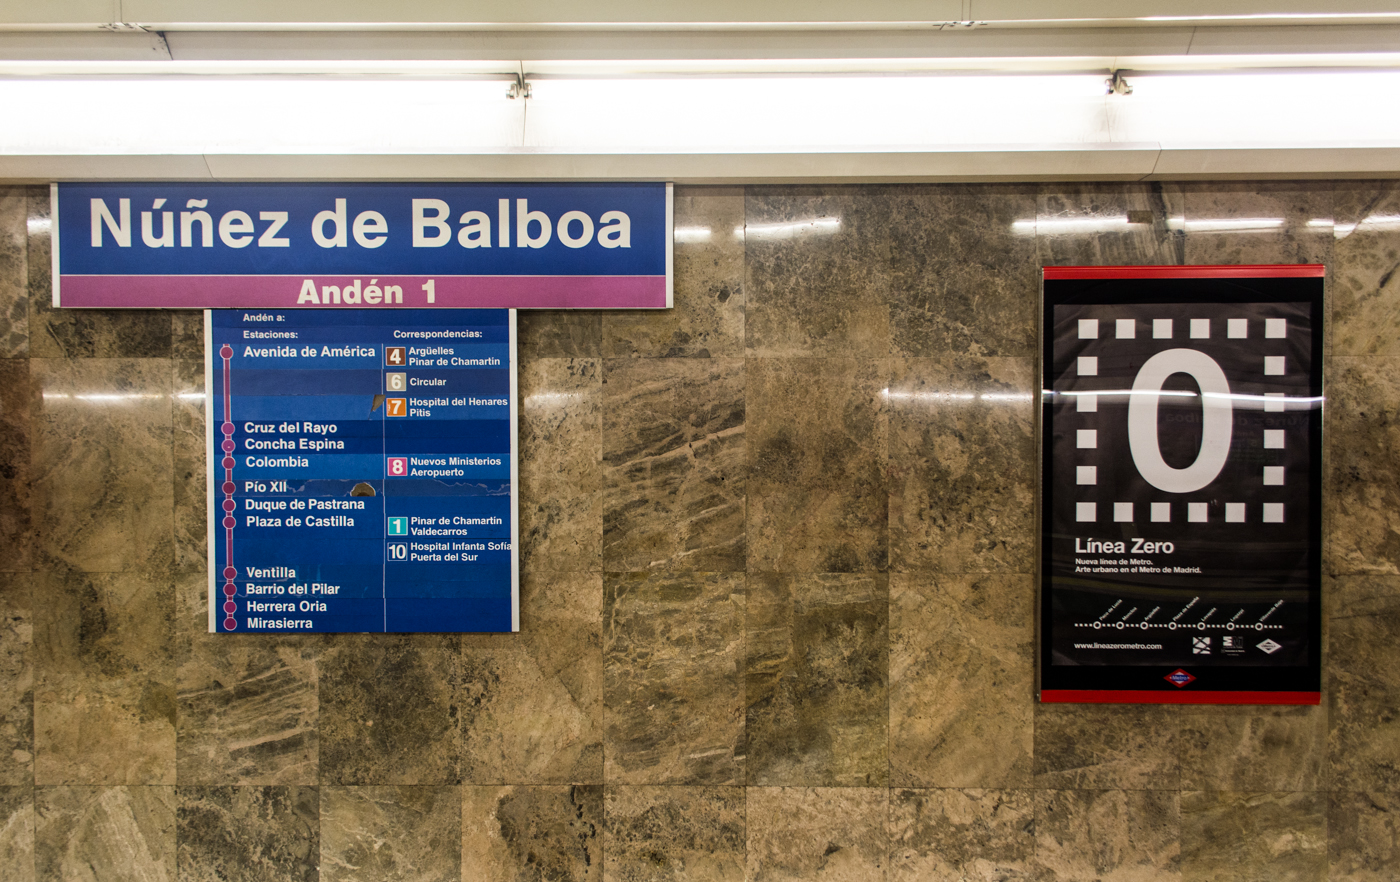 Núñez de Balboa
Andén 1
Andén a:
Estaciones: Correspondencias:
Avenida de América 4 Argüelles
Pinar de Chamartín
6 Circular
7 Hospital del Henares
Pitis
Cruz del Rayo
Concha Espina
Colombia 8 Nuevos Ministerios
Aeropuerto
Pío XII
Duque de Pastrana
Plaza de Castilla 1 Pinar de Chamartín
Valdecarros
10 Hospital Infanta Sofía
Puerta del Sur
Ventilla
Barrio del Pilar
Herrera Oria
Mirasierra
0
Línea Zero
Nueva línea de Metro.
Arte urbano en el Metro de Madrid.
Plaza de España
www.lineazerometro.com
Metro